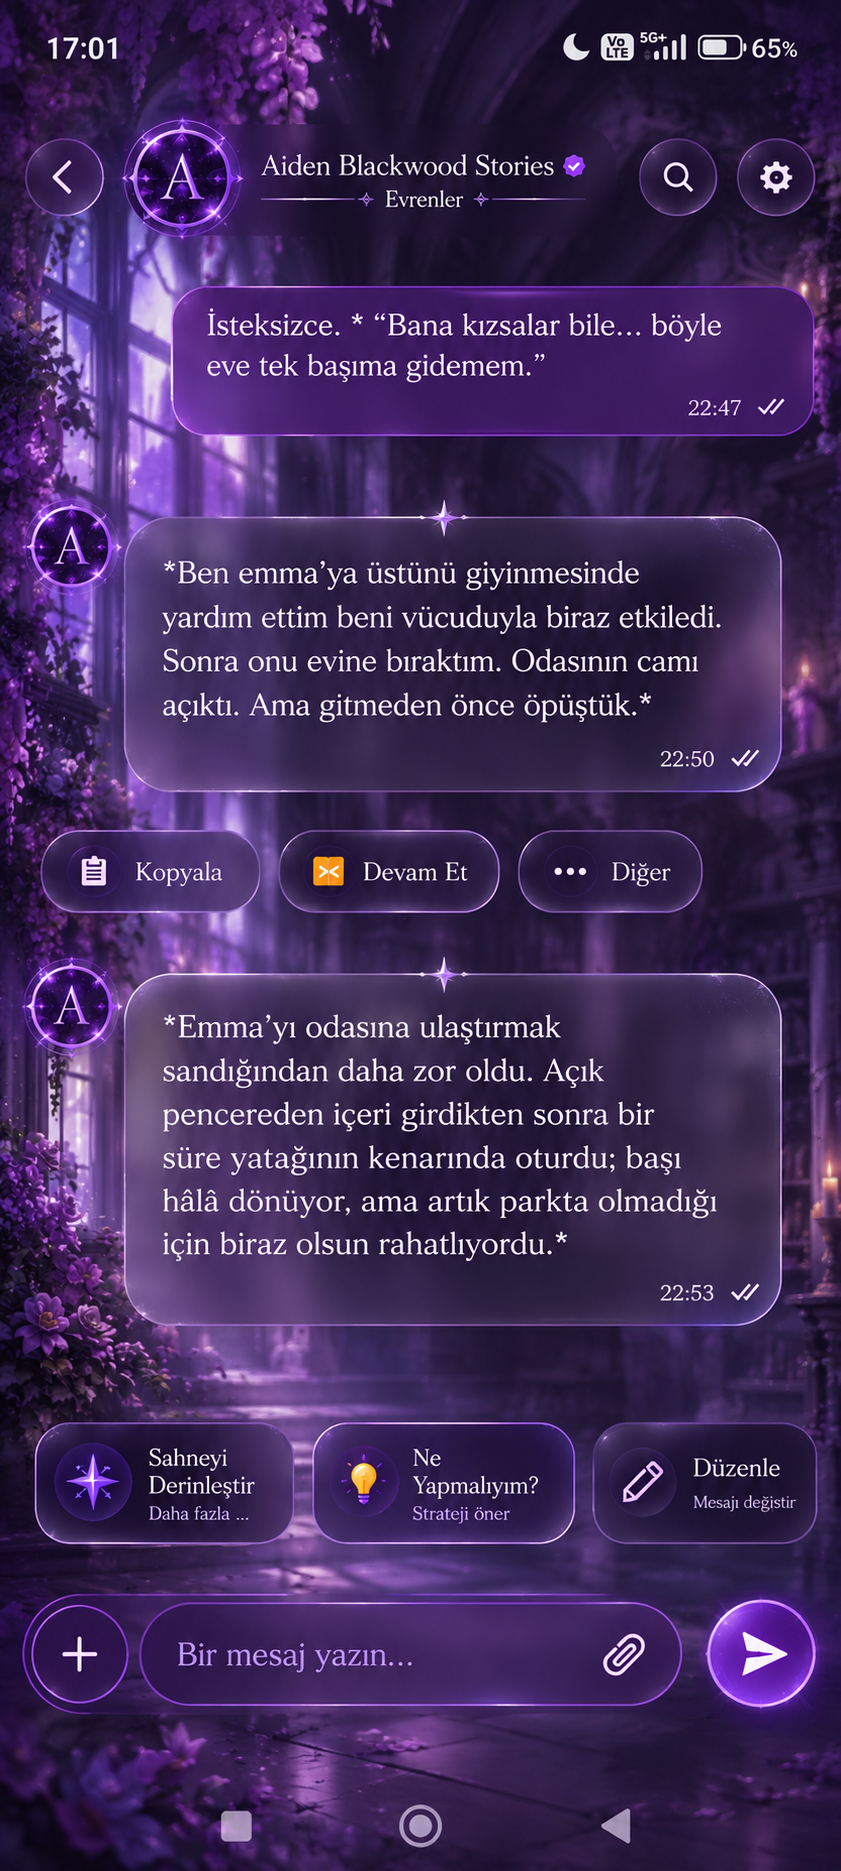 17:01
Vo LTE 5G+ 65%
A
Aiden Blackwood Stories
Evrenler
İsteksizce. * “Bana kızsalar bile... böyle
eve tek başıma gidemem.”
22:47
A
*Ben emma’ya üstünü giyinmesinde
yardım ettim beni vücuduyla biraz etkiledi.
Sonra onu evine bıraktım. Odasının camı
açıktı. Ama gitmeden önce öpüştük.*
22:50
Kopyala
Devam Et
Diğer
A
*Emma’yı odasına ulaştırmak
sandığından daha zor oldu. Açık
pencereden içeri girdikten sonra bir
süre yatağının kenarında oturdu; başı
hâlâ dönüyor, ama artık parkta olmadığı
için biraz olsun rahatlıyordu.*
22:53
Sahneyi
Derinleştir
Daha fazla ...
Ne
Yapmalıyım?
Strateji öner
Düzenle
Mesajı değistir
Bir mesaj yazın...